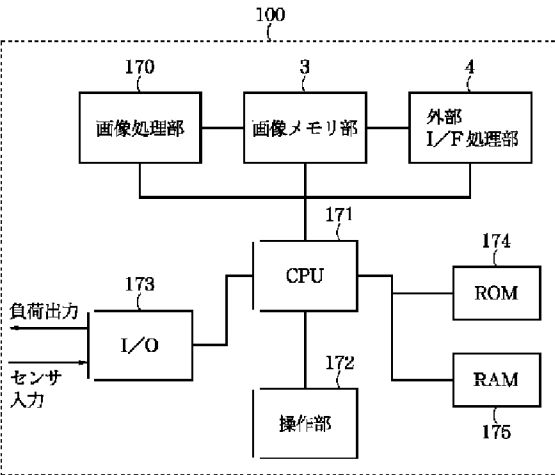 100
170
3
4
画像処理部
画像メモリ部
外部
I/F処理部
171
CPU
174
ROM
173
I/O
負荷出力
センサ
入力
172
操作部
RAM
175